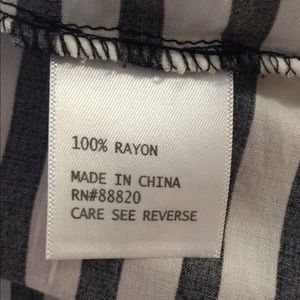 100% RAYON
MADE IN CHINA
RN#88820
CARE SEE REVERSE